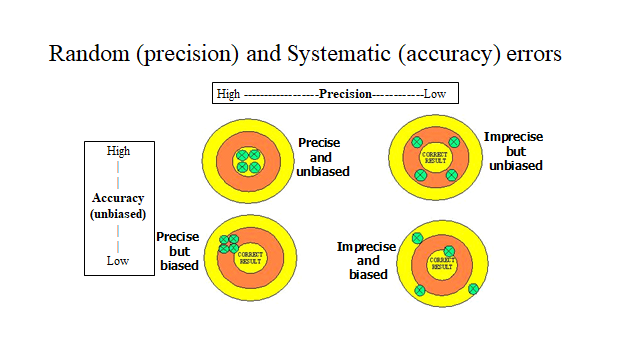 Random (precision) and Systematic (accuracy) errors
High -------------------Precision-------------Low
High
Accuracy
(unbiased)
Low
Precise
and
unbiased
CORRECT
RESULT
Imprecise
but
unbiased
Precise
but
biased
CORRECT
RESULT
Imprecise
and
biased
CORRECT
RESULT